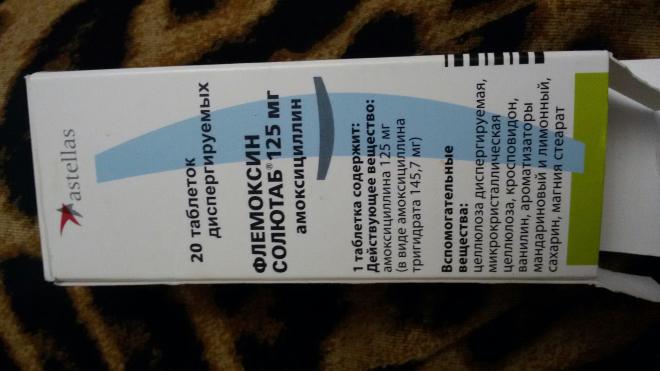 astellas
20 таблеток
диспергируемых
ФЛЕМОКСИН
СОЛЮТАБ® 125 мг
амоксициллин
1 таблетка содержит:
Действующее вещество:
амоксициллина 125 мг
(в виде амоксициллина
тригидрата 145,7 мг)
Вспомогательные
вещества:
целлюлоза диспергируемая,
микрокристаллическая
целлюлоза, кросповидон,
ванилин, ароматизаторы
мандариновый и лимонный,
сахарин, магния стеарат